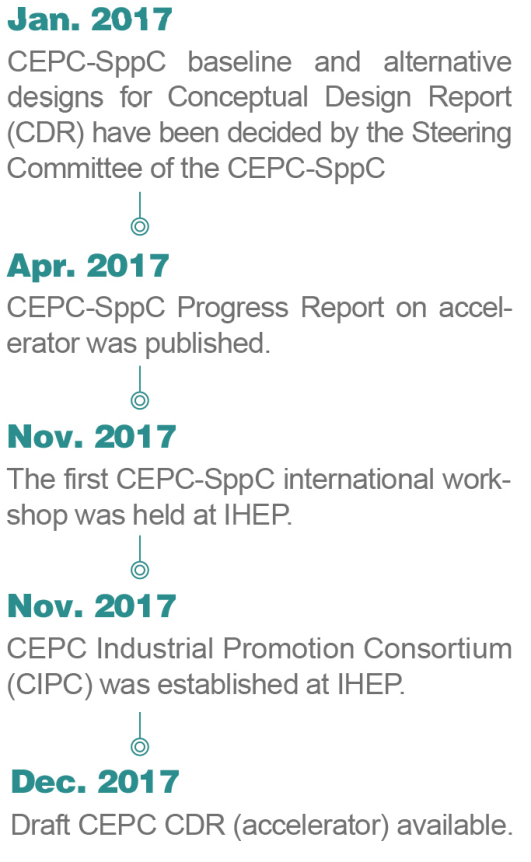 Jan. 2017
CEPC-SppC baseline and alternative
designs for Conceptual Design Report
(CDR) have been decided by the Steering
Committee of the CEPC-SppC
Apr. 2017
CEPC-SppC Progress Report on accel-
erator was published.
Nov. 2017
The first CEPC-SppC international work-
shop was held at IHEP.
Nov. 2017
CEPC Industrial Promotion Consortium
(CIPC) was established at IHEP.
Dec. 2017
Draft CEPC CDR (accelerator) available.